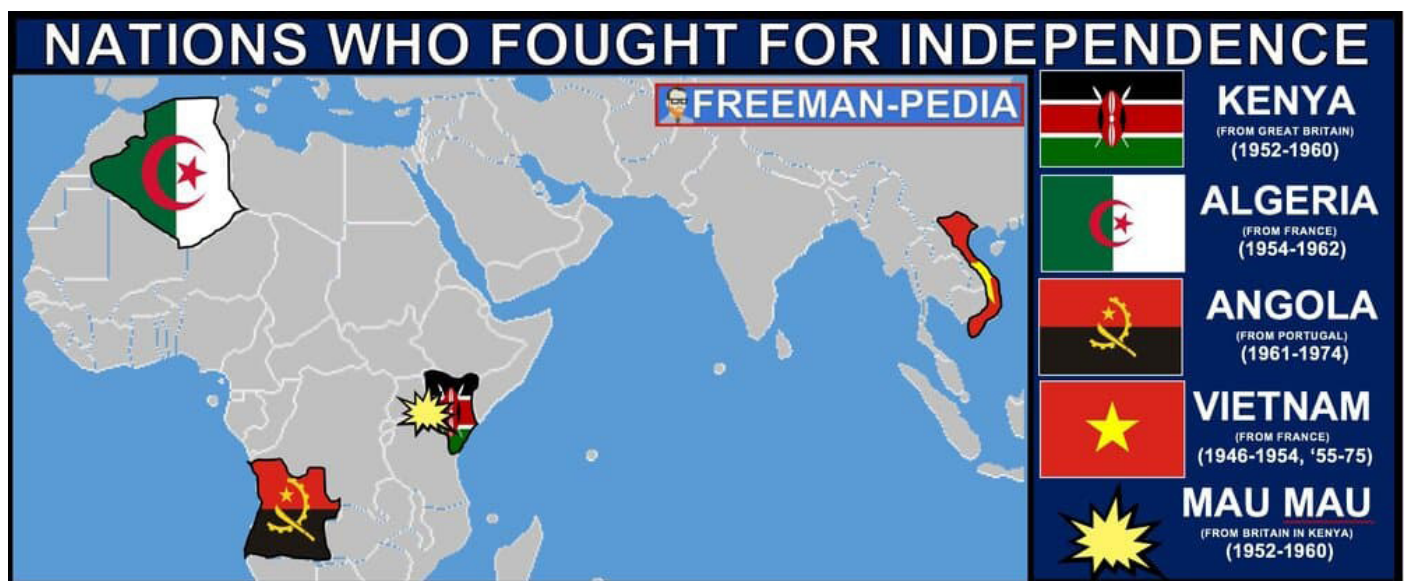 NATIONS WHO FOUGHT FOR INDEPENDENCE
FREEMAN-PEDIA
KENYA
(FROM GREAT BRITAIN)
(1952-1960)
ALGERIA
(FROM FRANCE)
(1954-1962)
ANGOLA
(FROM PORTUGAL)
(1961-1974)
VIETNAM
(FROM FRANCE)
(1946-1954, ‘55-75)
MAU MAU
(FROM BRITAIN IN KENYA)
(1952-1960)